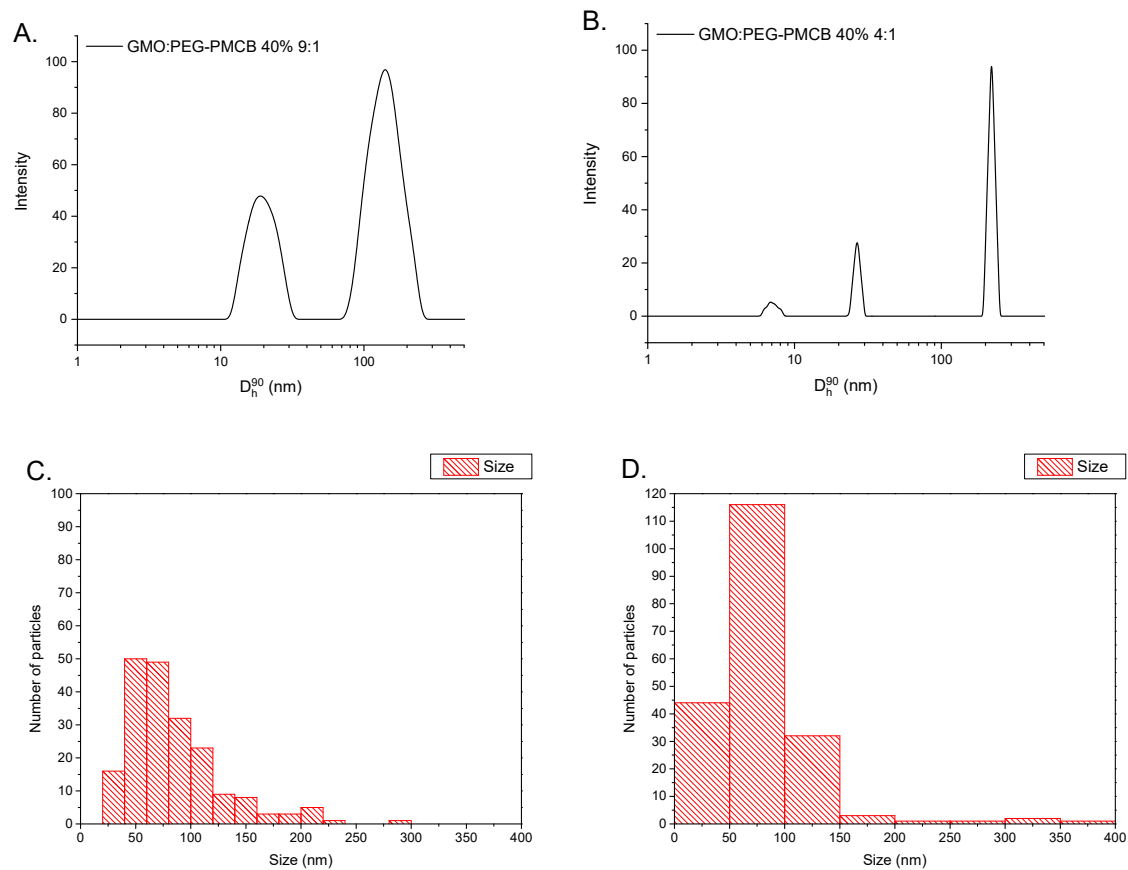 A.
GMO:PEG-PMCB 40% 9:1
Intensity
100
80
60
40
20
0
1
10
100
D_h^90 (nm)
B.
GMO:PEG-PMCB 40% 4:1
Intensity
100
80
60
40
20
0
1
10
100
D_h^90 (nm)
C.
Size
Number of particles
100
90
80
70
60
50
40
30
20
10
0
0 50 100 150 200 250 300 350 400
Size (nm)
D.
Size
Number of particles
120
110
100
90
80
70
60
50
40
30
20
10
0
0 50 100 150 200 250 300 350 400
Size (nm)